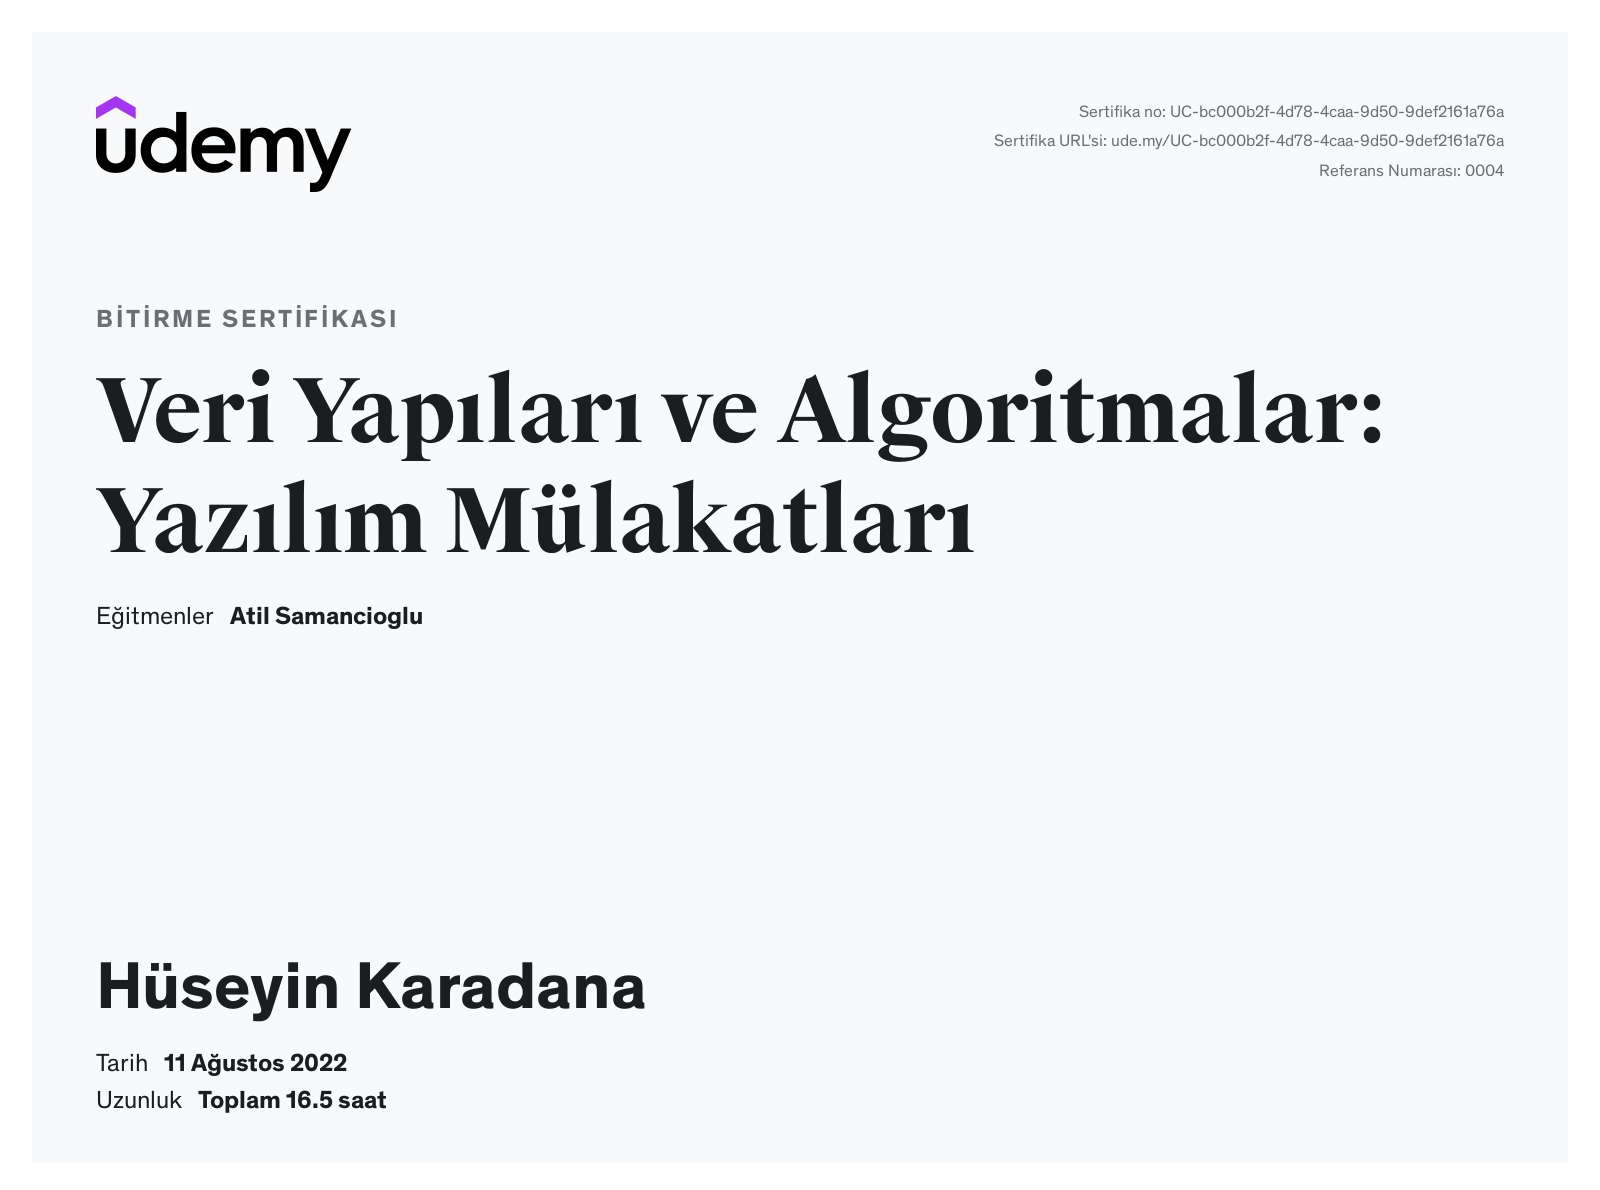 udemy
Sertifika no: UC-bc000b2f-4d78-4caa-9d50-9def2161a76a
Sertifika URL'si: ude.my/UC-bc000b2f-4d78-4caa-9d50-9def2161a76a
Referans Numarası: 0004
BİTİRME SERTİFİKASI
Veri Yapıları ve Algoritmalar:
Yazılım Mülakatları
Eğitmenler Atil Samancioglu
Hüseyin Karadana
Tarih 11 Ağustos 2022
Uzunluk Toplam 16.5 saat